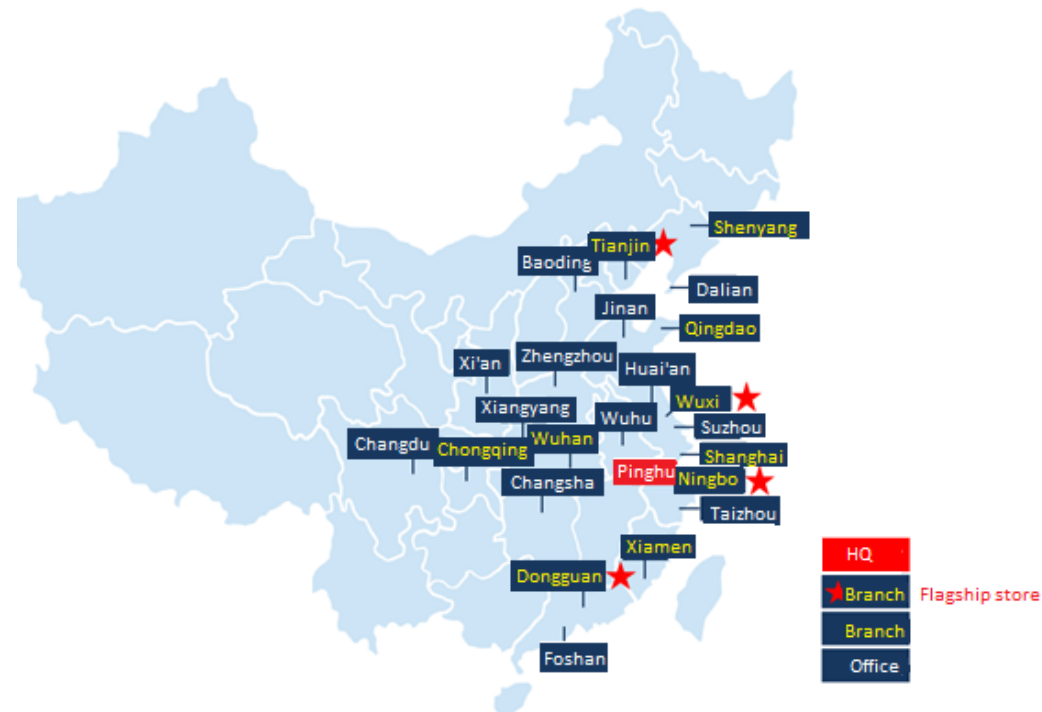 Shenyang
Tianjin
Baoding
Dalian
Jinan
Qingdao
Zhengzhou
Xi'an
Huai'an
Wuxi
Xiangyang
Wuhu
Suzhou
Changdu
Chongqing
Wuhan
Shanghai
Pinghu
Ningbo
Changsha
Taizhou
Xiamen
Dongguan
Foshan
HQ
Branch Flagship store
Branch
Office